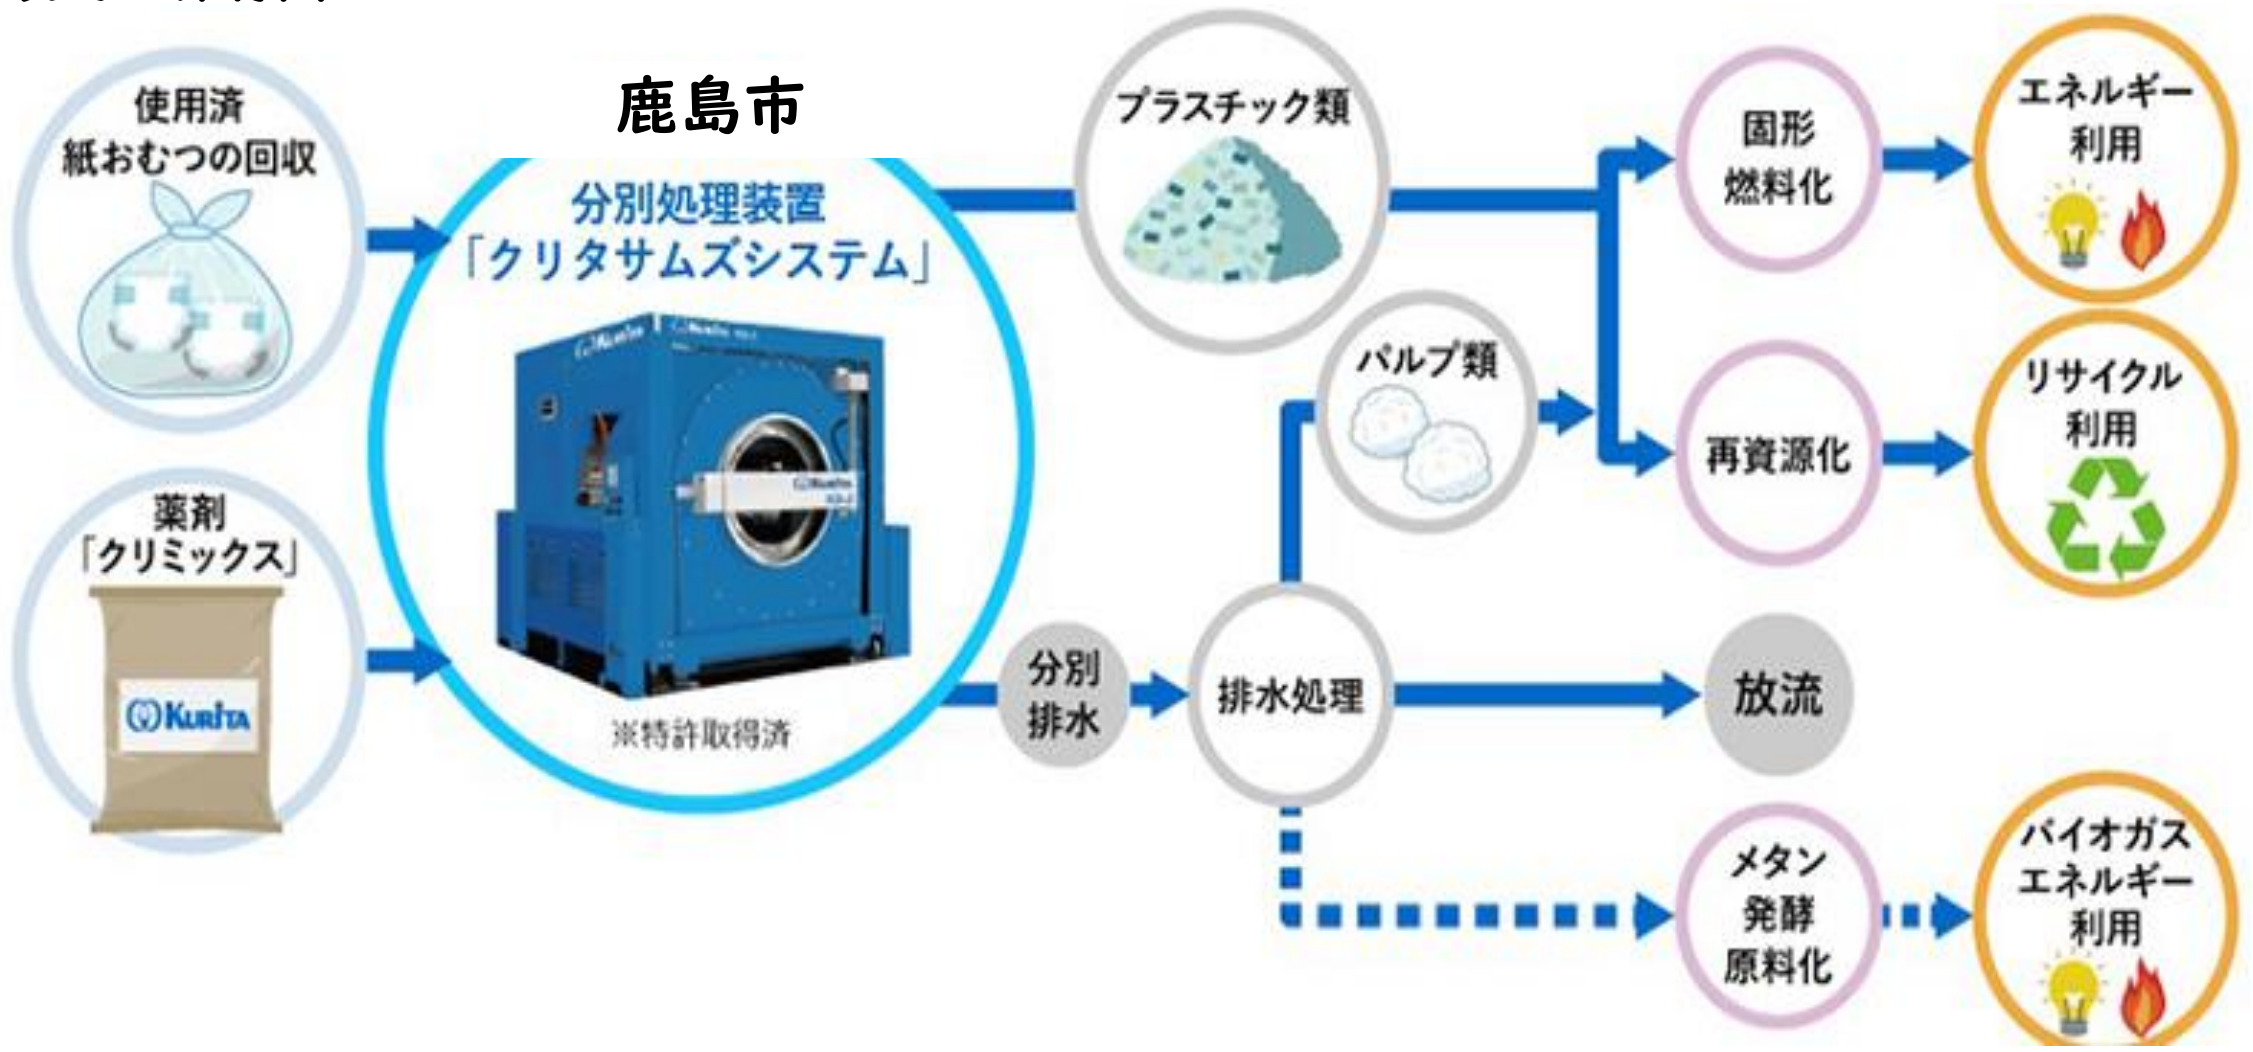 鹿島市
使用済
紙おむつの回収
薬剤
「クリミックス」
KURITA
分別処理装置
「クリタサムズシステム」
Kurita
※特許取得済
プラスチック類
パルプ類
分別
排水
排水処理
固形
燃料化
エネルギー
利用
再資源化
リサイクル
利用
放流
メタン
発酵
原料化
バイオガス
エネルギー
利用